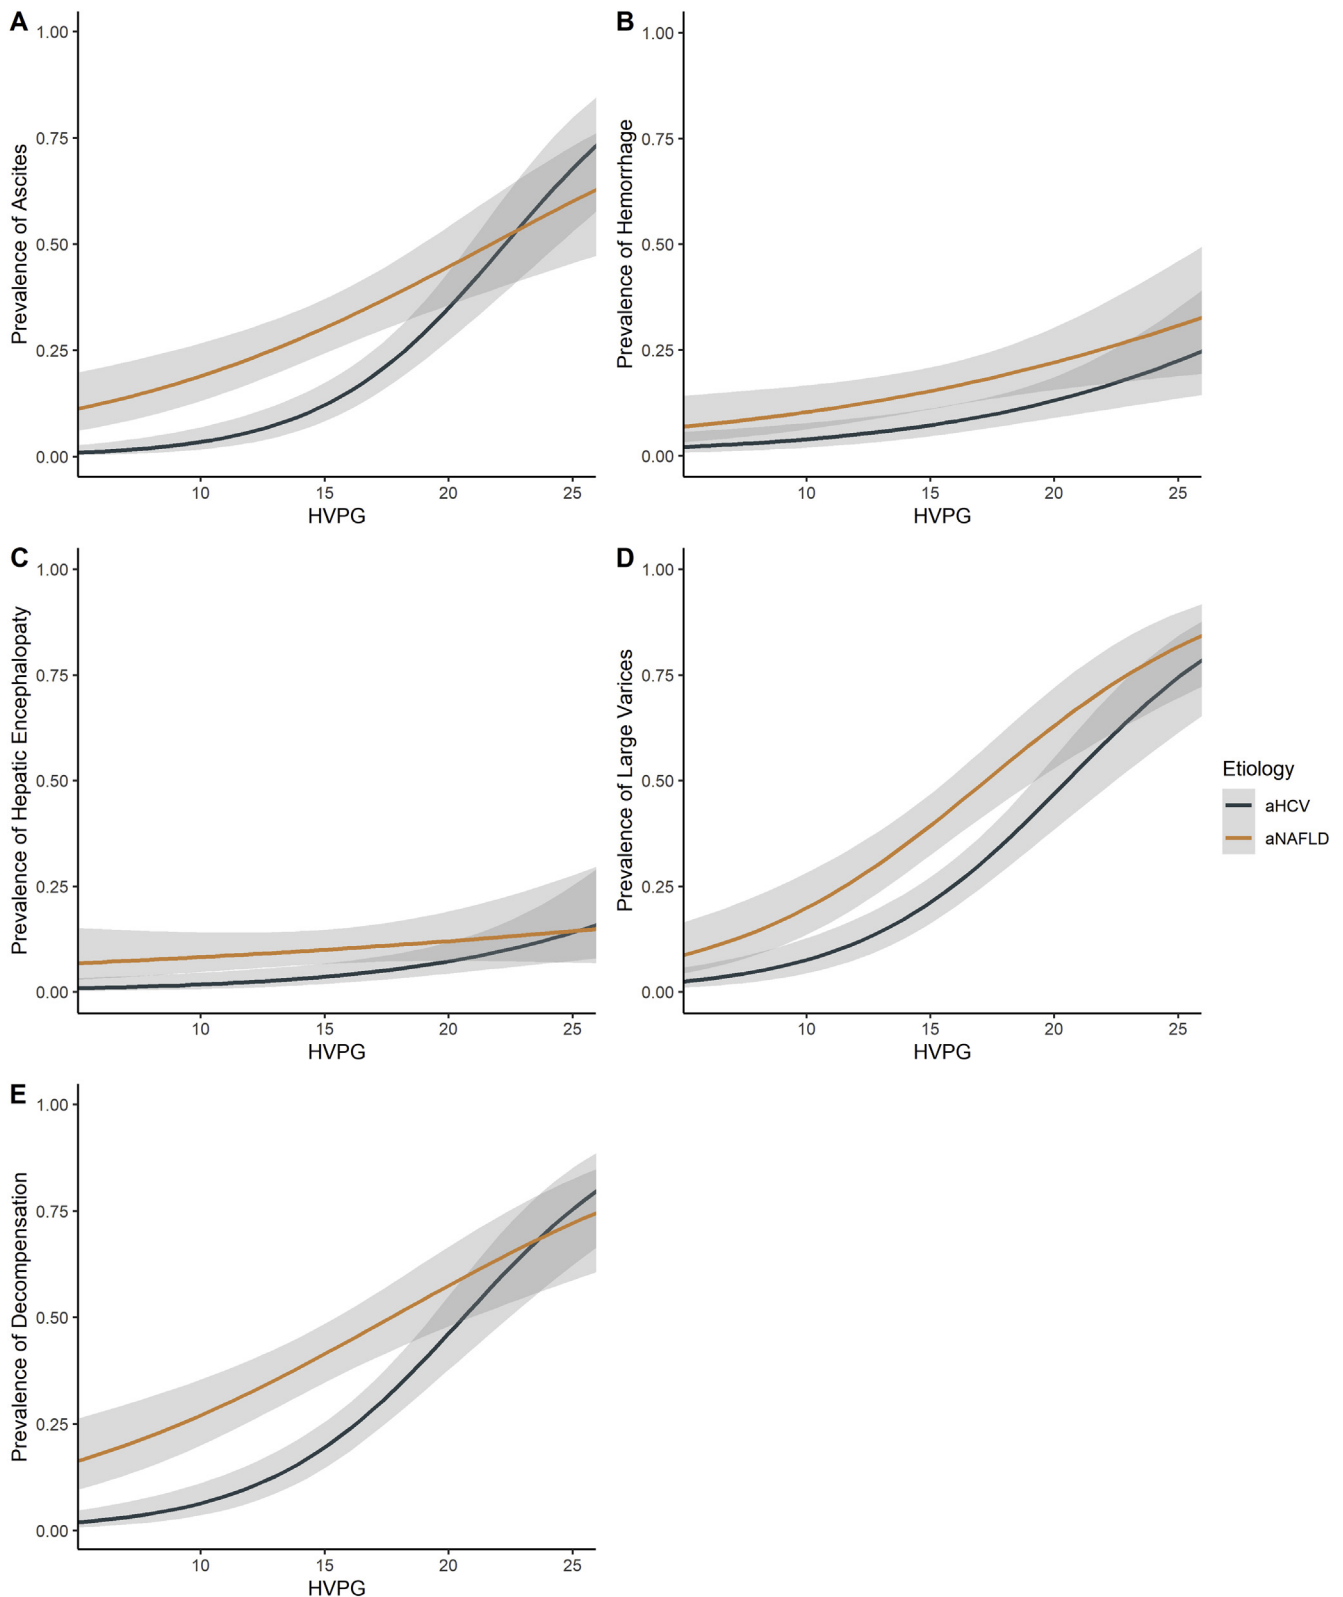 A
Prevalence of Ascites
1.00
0.75
0.50
0.25
0.00
10 15 20 25
HVPG
B
Prevalence of Hemorrhage
1.00
0.75
0.50
0.25
0.00
10 15 20 25
HVPG
C
Prevalence of Hepatic Encephalopaty
1.00
0.75
0.50
0.25
0.00
10 15 20 25
HVPG
D
Prevalence of Large Varices
1.00
0.75
0.50
0.25
0.00
10 15 20 25
HVPG
Etiology
aHCV
aNAFLD
E
Prevalence of Decompensation
1.00
0.75
0.50
0.25
0.00
10 15 20 25
HVPG